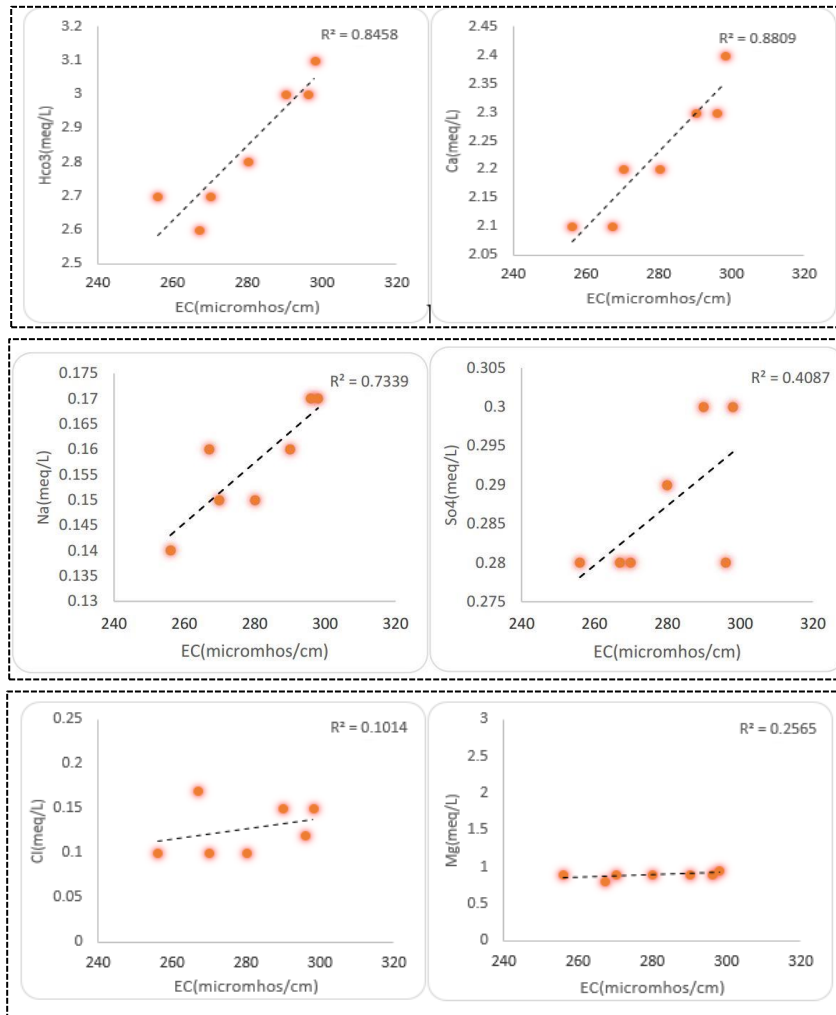 R² = 0.8458
3.2
3.1
3
2.9
2.8
2.7
2.6
2.5
Hco3(meq/L)
240 260 280 300 320
EC(micromhos/cm)
R² = 0.8809
2.45
2.4
2.35
2.3
2.25
2.2
2.15
2.1
2.05
Ca(meq/L)
240 260 280 300 320
EC(micromhos/cm)
R² = 0.7339
0.175
0.17
0.165
0.16
0.155
0.15
0.145
0.14
0.135
0.13
Na(meq/L)
240 260 280 300 320
EC(micromhos/cm)
R² = 0.4087
0.305
0.3
0.295
0.29
0.285
0.28
0.275
So4(meq/L)
240 260 280 300 320
EC(micromhos/cm)
R² = 0.1014
0.25
0.2
0.15
0.1
0.05
0
Cl(meq/L)
240 260 280 300 320
EC(micromhos/cm)
R² = 0.2565
3
2.5
2
1.5
1
0.5
0
Mg(meq/L)
240 260 280 300 320
EC(micromhos/cm)